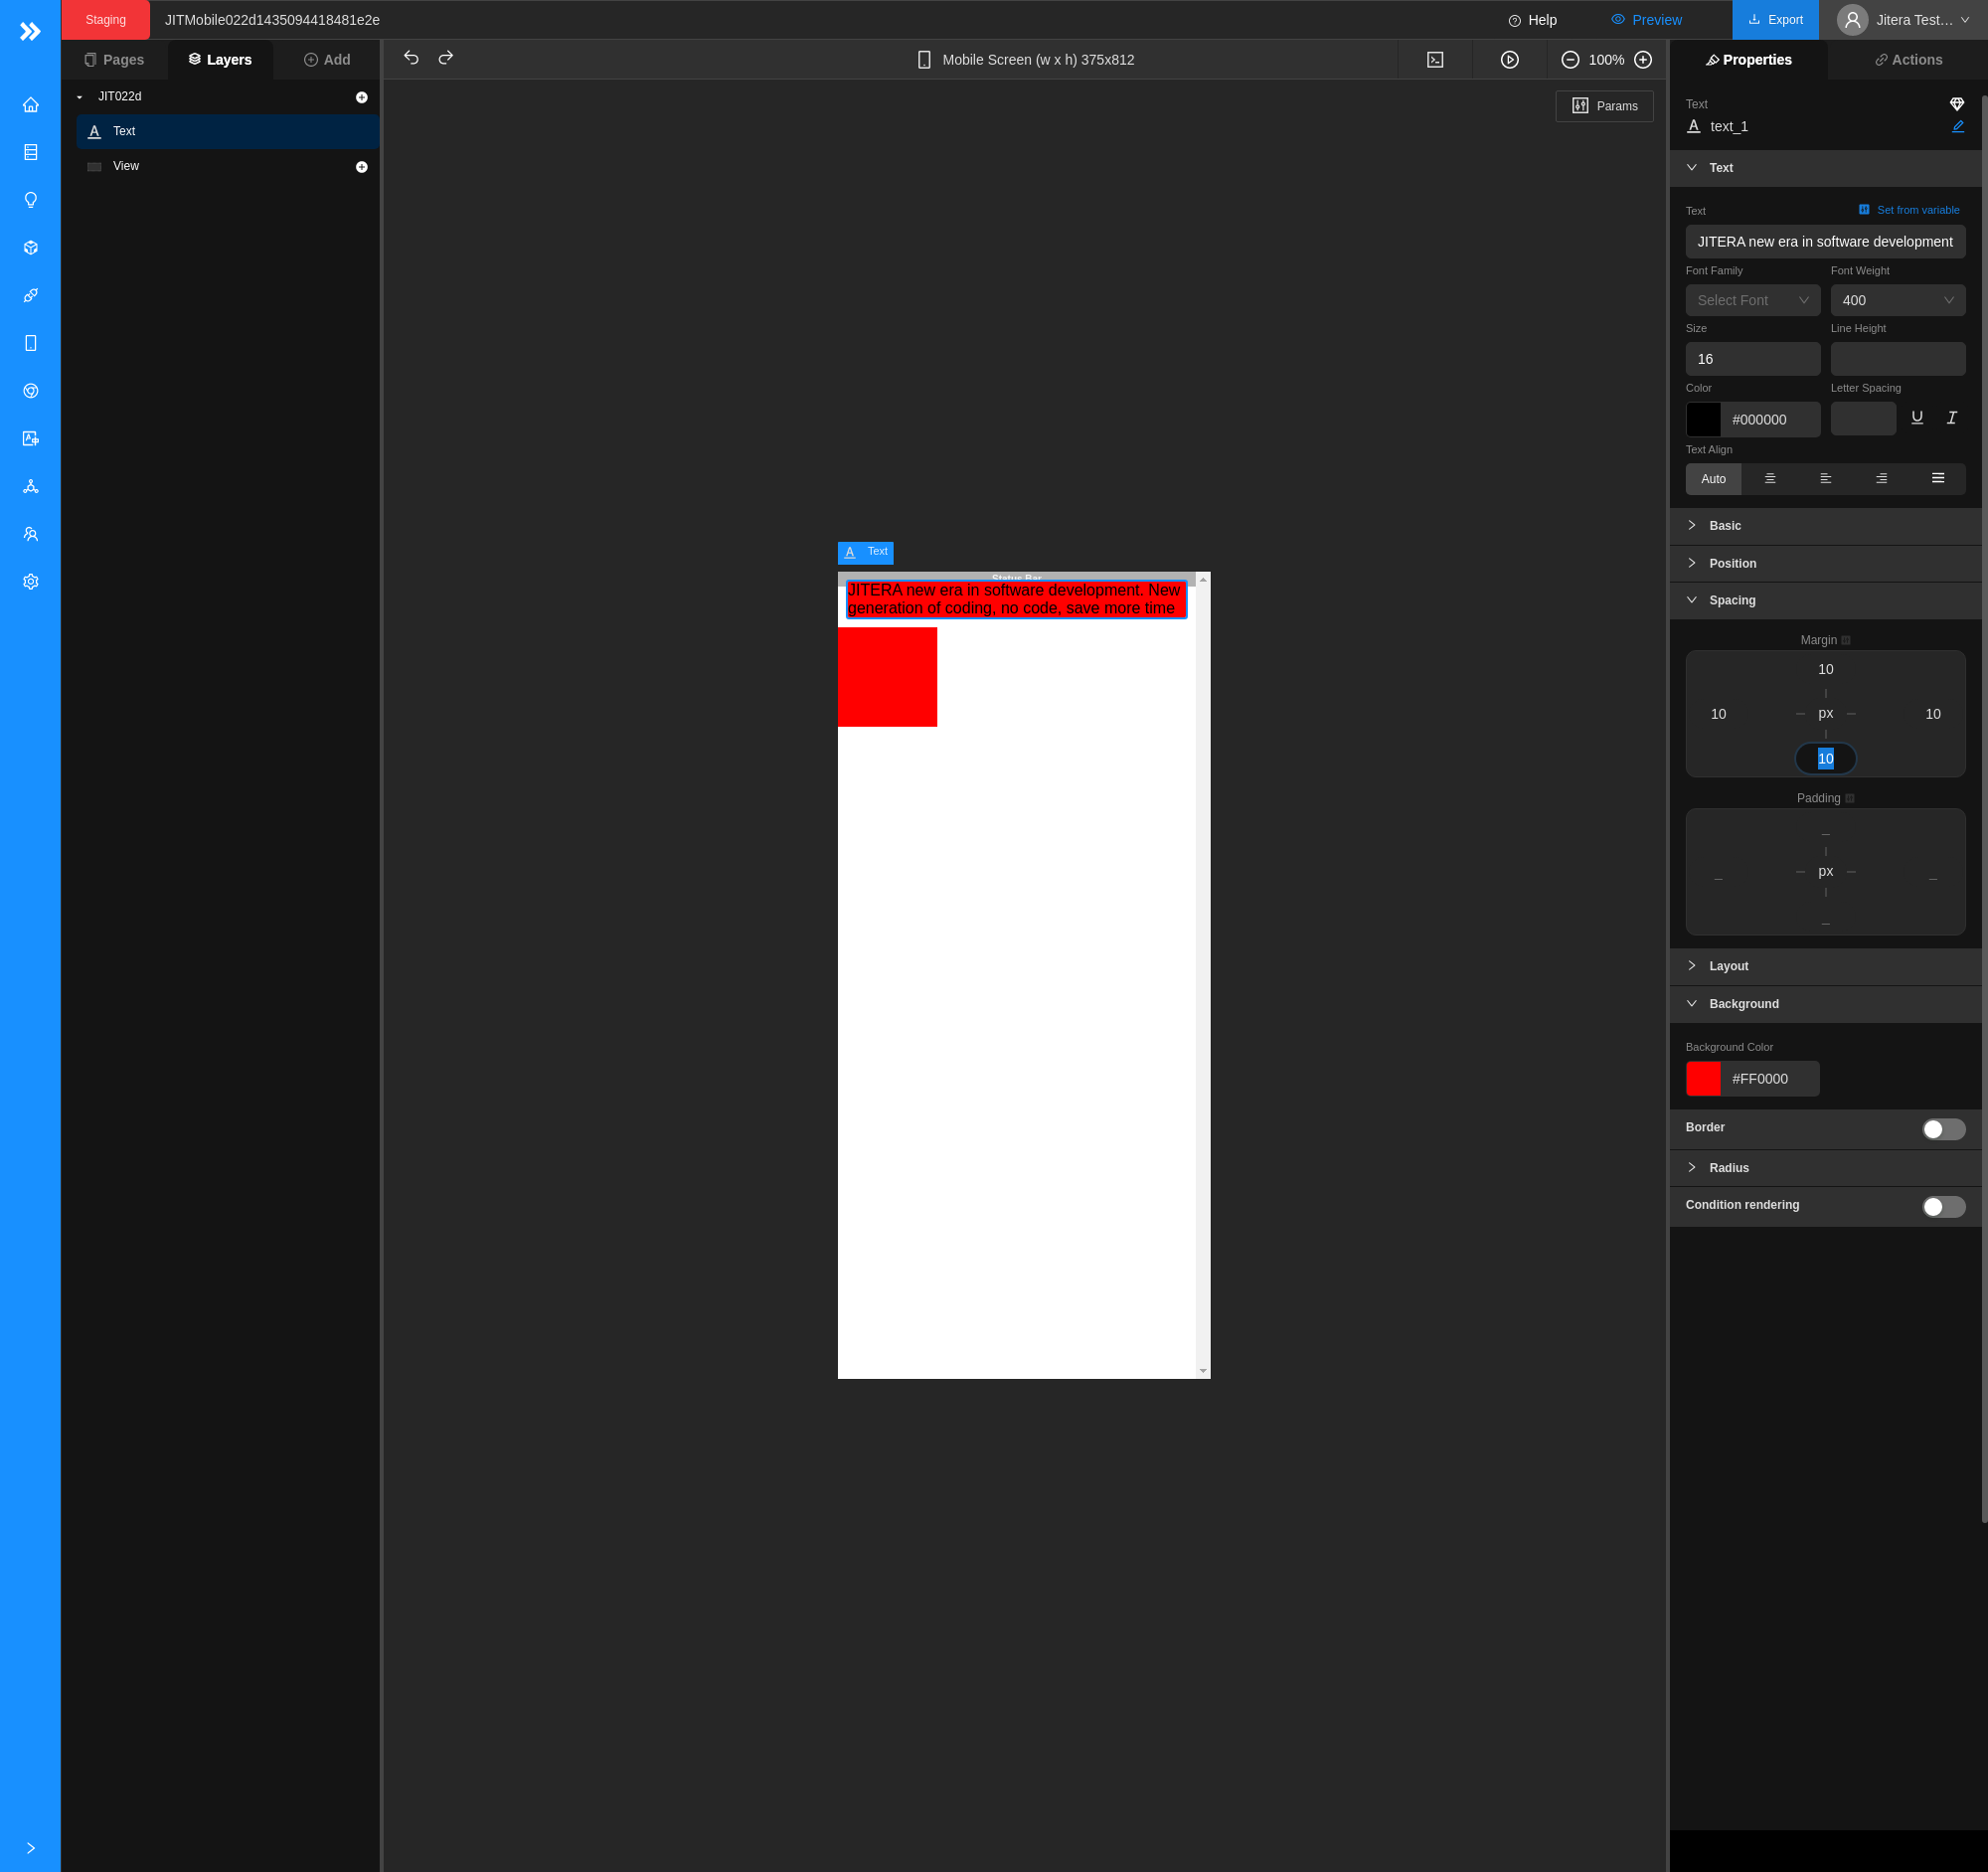 Staging
JITMobile022d1435094418481e2e
Help
Preview
Export
Jitera Test...
Pages
Layers
Add
Mobile Screen (w x h) 375x812
100%
Properties
Actions
JIT022d
Text
View
Params
Text
text_1
Text
Text
Set from variable
JITERA new era in software development
Font Family
Font Weight
Select Font
400
Size
Line Height
16
Color
Letter Spacing
#000000
Text Align
Auto
Basic
Position
Spacing
Margin
10
10
px
10
10
Padding
px
Layout
Background
Background Color
#FF0000
Border
Radius
Condition rendering
Text
Status Bar
JITERA new era in software development. New
generation of coding, no code, save more time